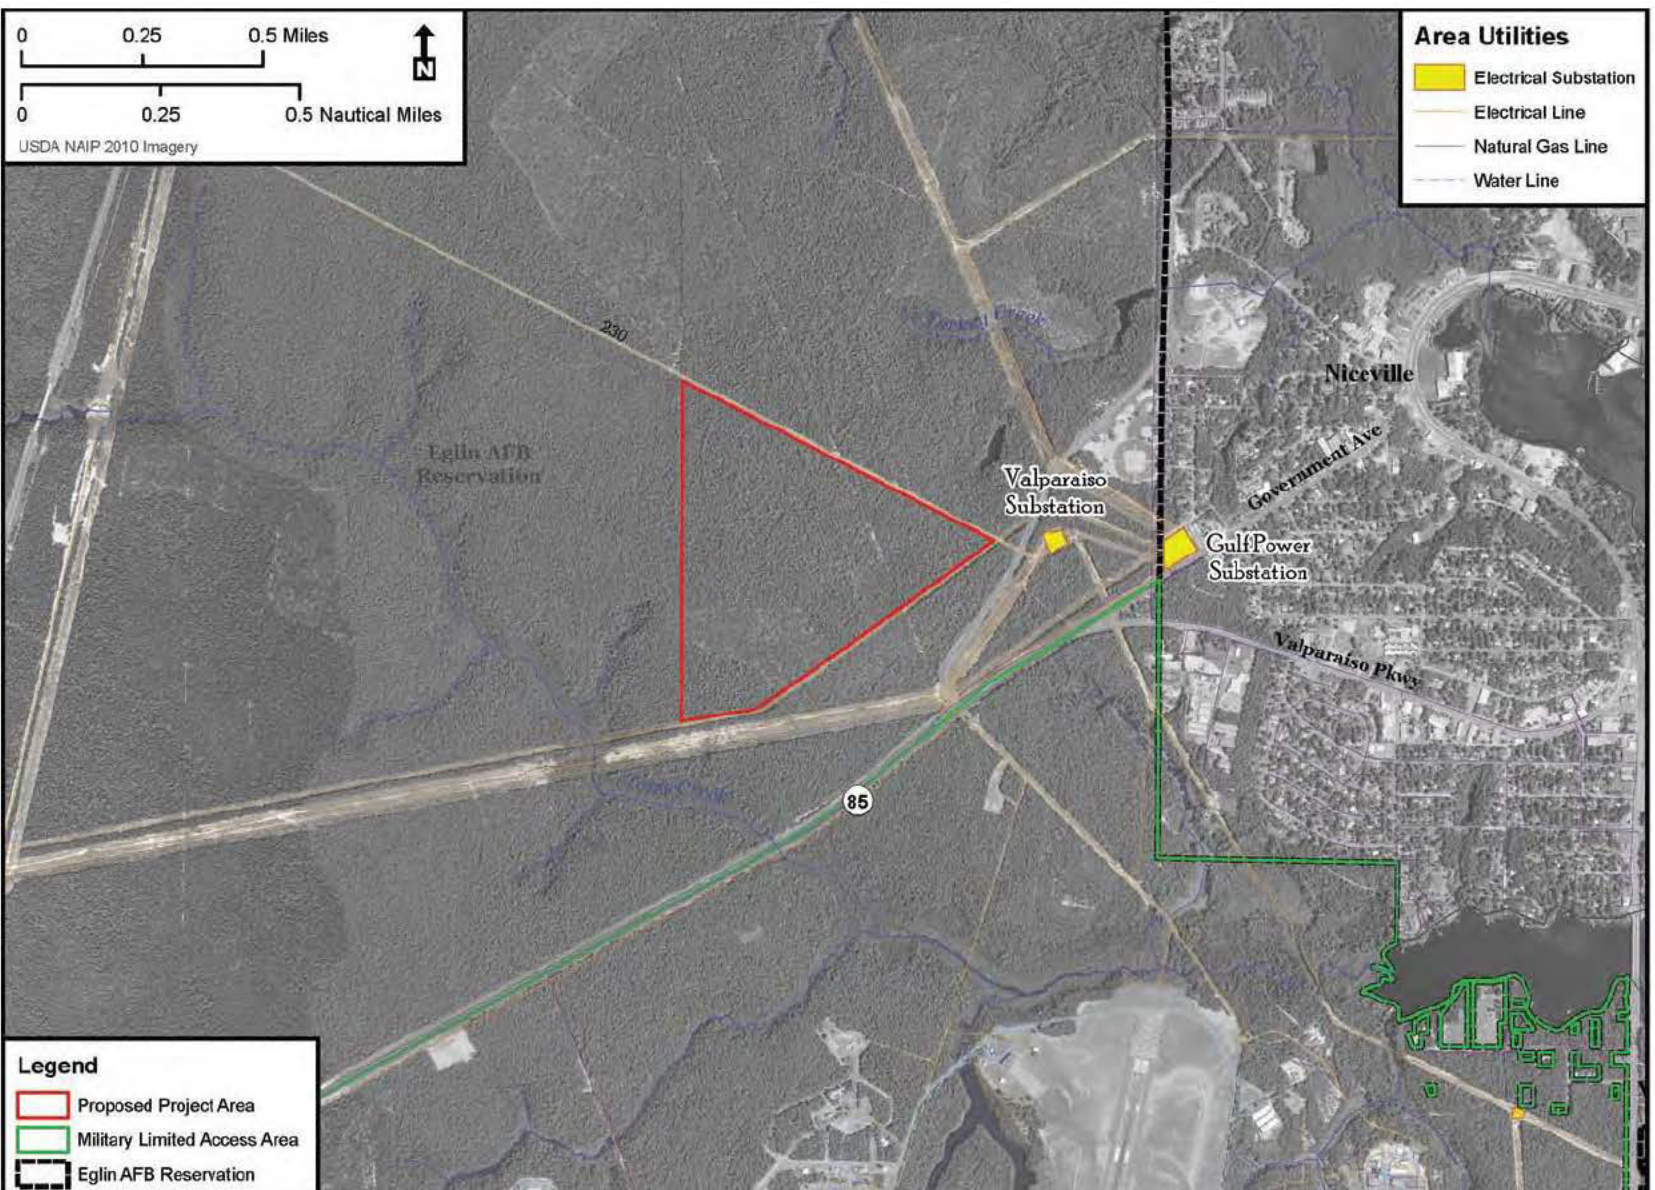 0 0.25 0.5 Miles
N
0 0.25 0.5 Nautical Miles
USDA NAIP 2010 Imagery
Area Utilities
Electrical Substation
Electrical Line
Natural Gas Line
Water Line
230
Creek
Niceville
Eglin AFB
Reservation
Government Ave
Valparaiso
Substation
Gulf Power
Substation
Valparaiso Pkwy
Creek
85
Legend
Proposed Project Area
Military Limited Access Area
Eglin AFB Reservation